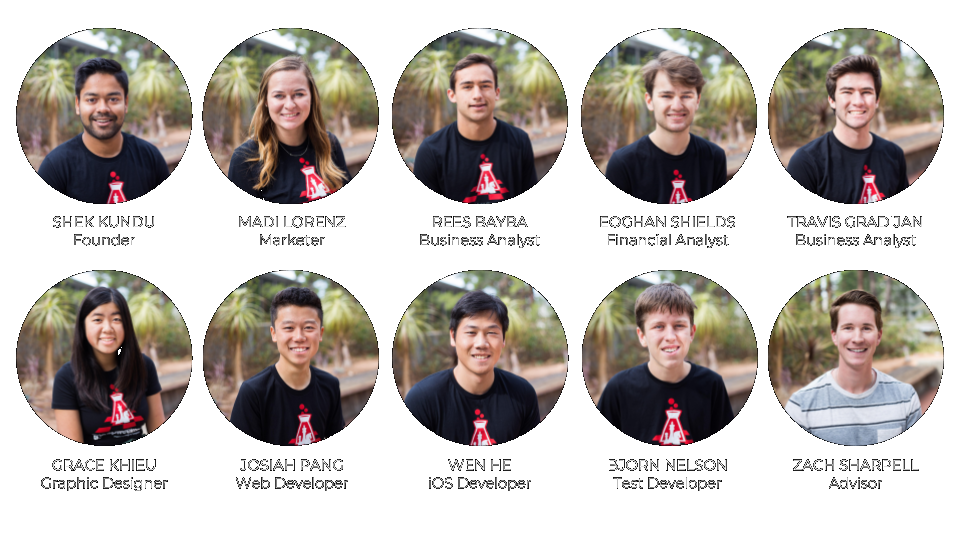 SHEK KUNDU
Founder
MADI LORENZ
Marketer
REES BAYBA
Business Analyst
EOGHAN SHIELDS
Financial Analyst
TRAVIS GRADIJAN
Business Analyst
GRACE KHIEU
Graphic Designer
JOSIAH PANG
Web Developer
WEN HE
iOS Developer
BJORN NELSON
Test Developer
ZACH SHARPELL
Advisor